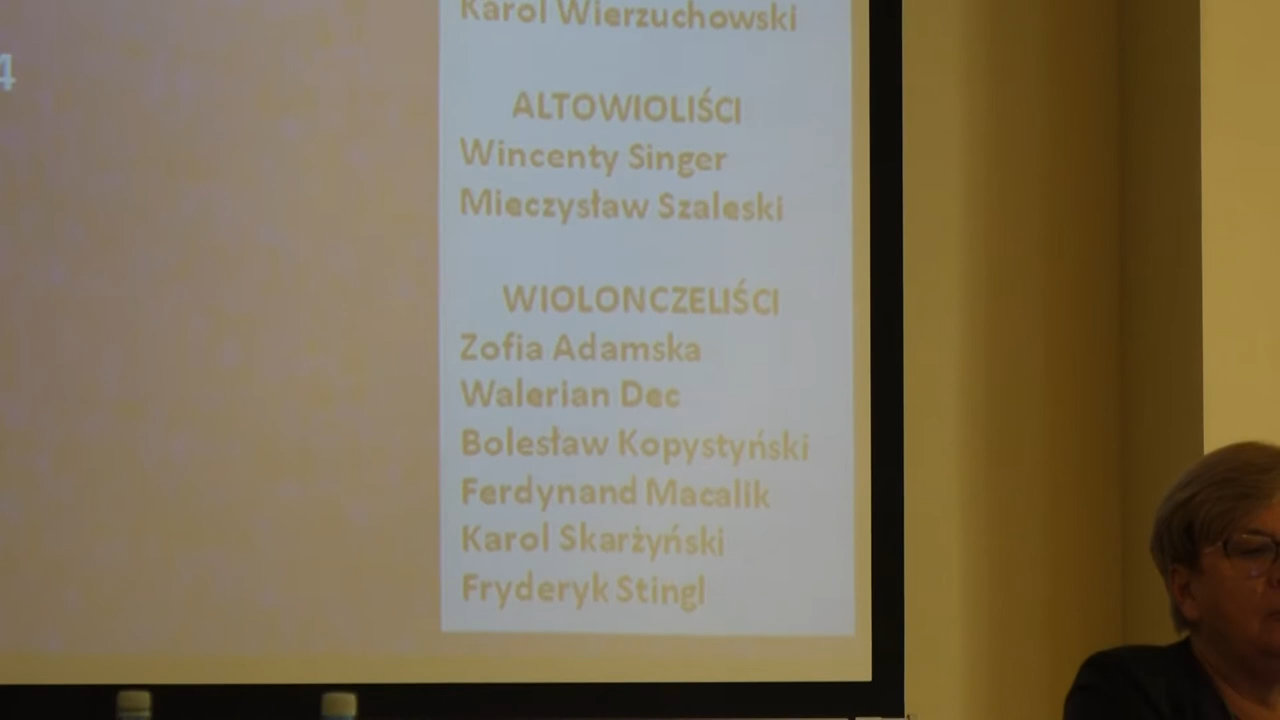 Karol Wierzuchowski
4
ALTOWIOLIŚCI
Wincenty Singer
Mieczysław Szaleski
WIOLONCZELIŚCI
Zofia Adamska
Walerian Dec
Bolesław Kopystyński
Ferdynand Macalik
Karol Skarżyński
Fryderyk Stingl